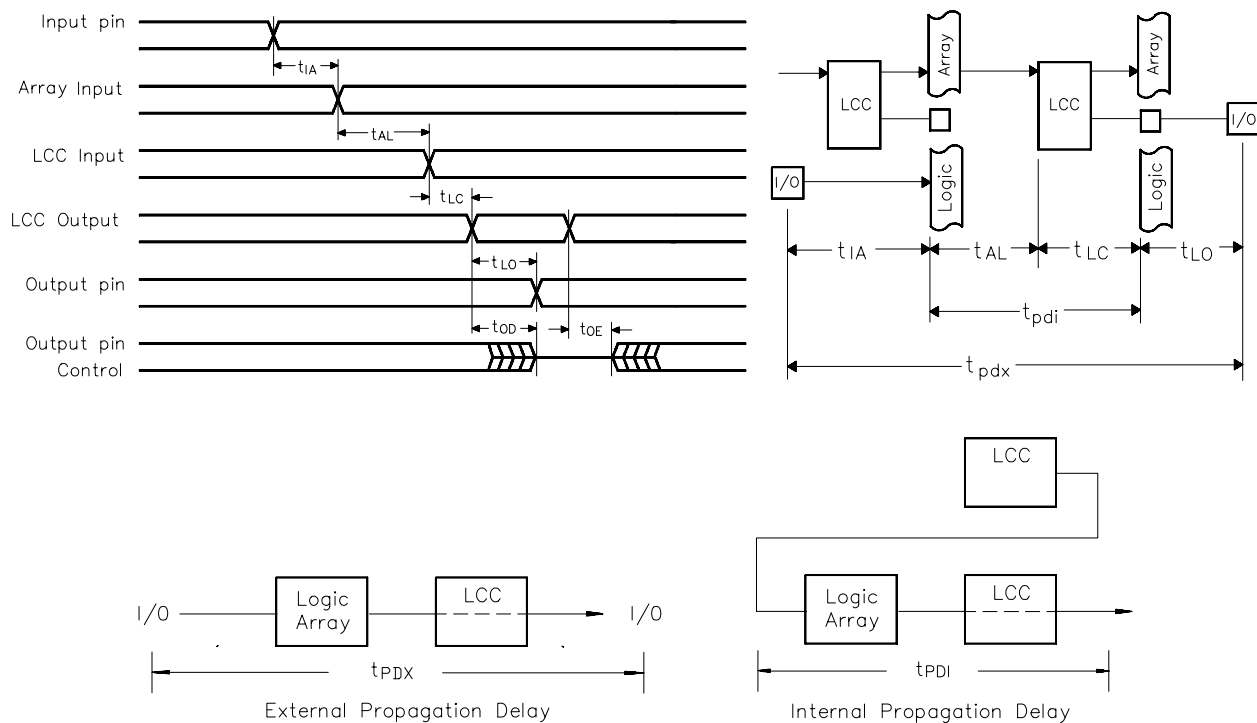 Input pin
tIA
Array Input
tAL
LCC Input
tLC
LCC Output
tLO
Output pin
tOD
tOE
Output pin
Control
Array
Array
LCC
LCC
I/O
I/O
Logic
Logic
tIA
tAL
tLC
tLO
tpdi
tpdx
I/O
Logic
Array
LCC
I/O
tPDX
External Propagation Delay
LCC
Logic
Array
LCC
tPDI
Internal Propagation Delay